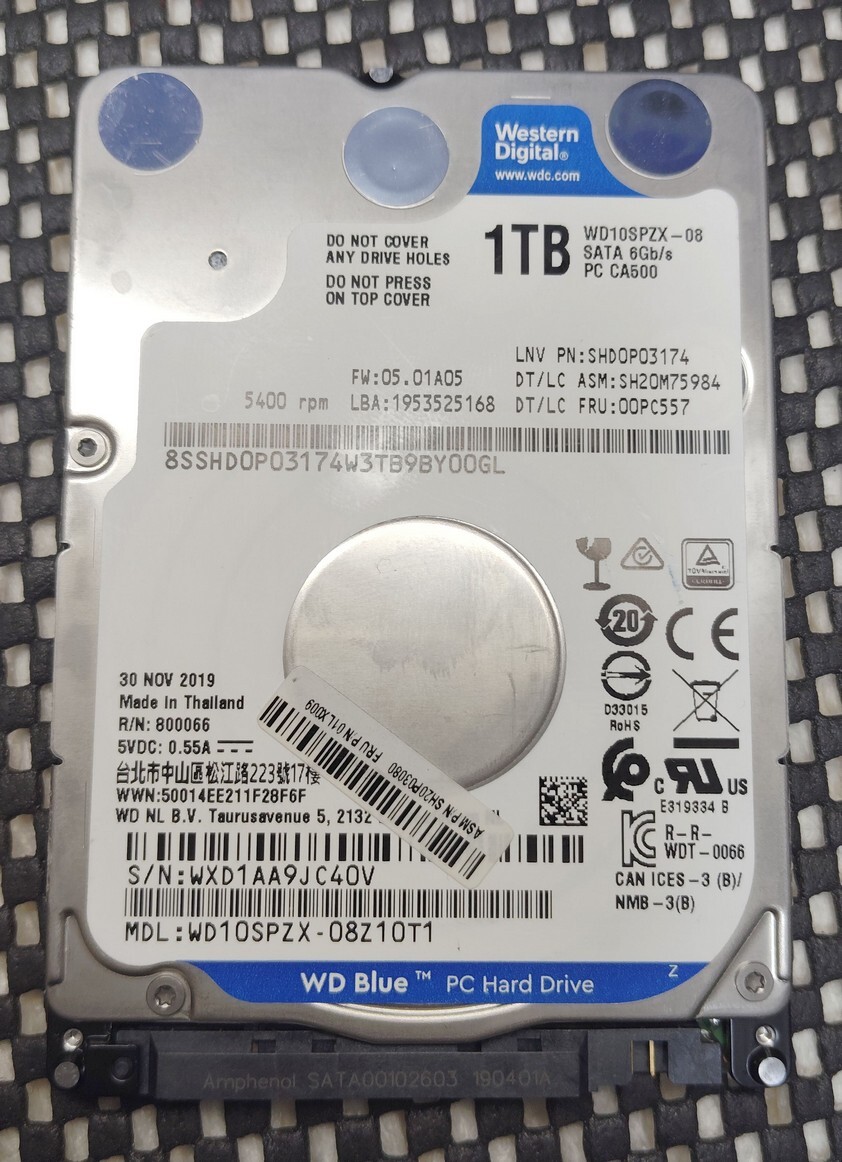 Western
Digital®
www.wdc.com
DO NOT COVER
ANY DRIVE HOLES
DO NOT PRESS
ON TOP COVER
1TB
WD10SPZX-08
SATA 6Gb/s
PC CA500
LNV PN:SHD0P03174
FW:05.01A05
DT/LC ASM:SH20M75984
5400 rpm
LBA:1953525168
DT/LC FRU:00PC557
8SSHD0P03174W3TB9BY00GL
20
CE
D33015
RoHS
30 NOV 2019
Made in Thailand
R/N: 800066
5VDC: 0.55A
台北市中山區松江路223號17樓
WWN:50014EE211F28F6F
WD NL B.V. Taurusavenue 5, 2132
FRU P/N 01LX009
ASM P/N SH20P03080
c RU US
E319334 B
R-R-
WDT-0066
CAN ICES-3 (B)/
NMB-3(B)
S/N:WXD1AA9JC40V
MDL:WD10SPZX-08Z10T1
WD Blue™ PC Hard Drive
Z
Amphenol SATA00102603 190401A